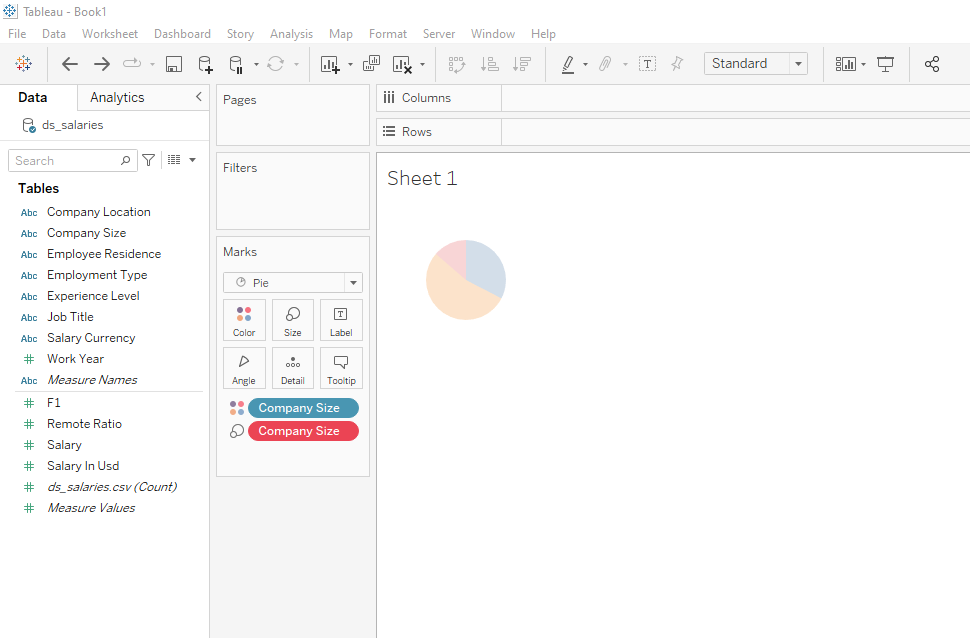 Tableau - Book1
File Data Worksheet Dashboard Story Analysis Map Format Server Window Help
Standard
Data Analytics
ds_salaries
Search
Tables
Abc Company Location
Abc Company Size
Abc Employee Residence
Abc Employment Type
Abc Experience Level
Abc Job Title
Abc Salary Currency
# Work Year
Abc Measure Names
# F1
# Remote Ratio
# Salary
# Salary In Usd
# ds_salaries.csv (Count)
# Measure Values
Pages
Filters
Marks
Pie
Color Size Label
Angle Detail Tooltip
Company Size
Company Size
Columns
Rows
Sheet 1